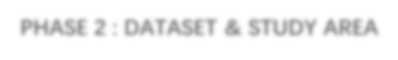 PHASE 2 : DATASET & STUDY AREA